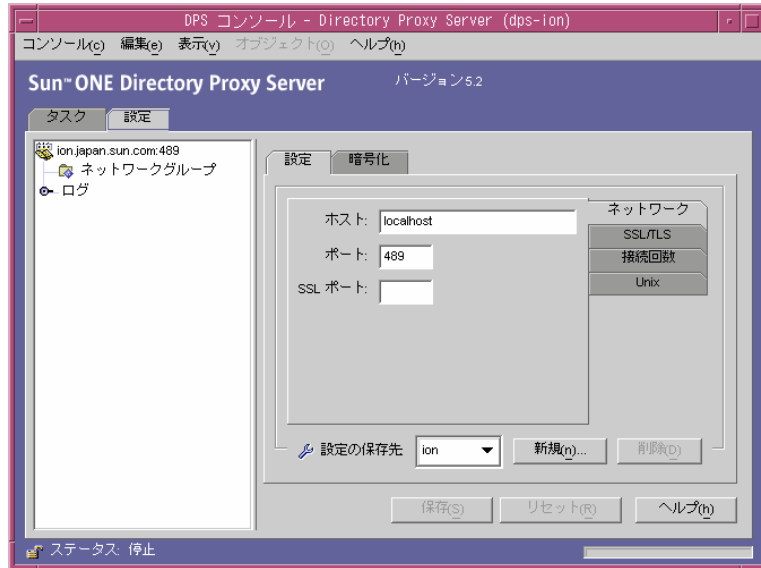 DPS コンソール - Directory Proxy Server (dps-ion)
コンソール(c) 編集(e) 表示(v) オブジェクト(o) ヘルプ(h)
Sun™ ONE Directory Proxy Server バージョン5.2
タスク 設定
ion.japan.sun.com:489
ネットワークグループ
ログ
設定 暗号化
ホスト: localhost
ポート: 489
SSL ポート:
ネットワーク
SSL/TLS
接続回数
Unix
設定の保存先 ion 新規(n)... 削除(D)
保存(S) リセット(R) ヘルプ(h)
ステータス: 停止